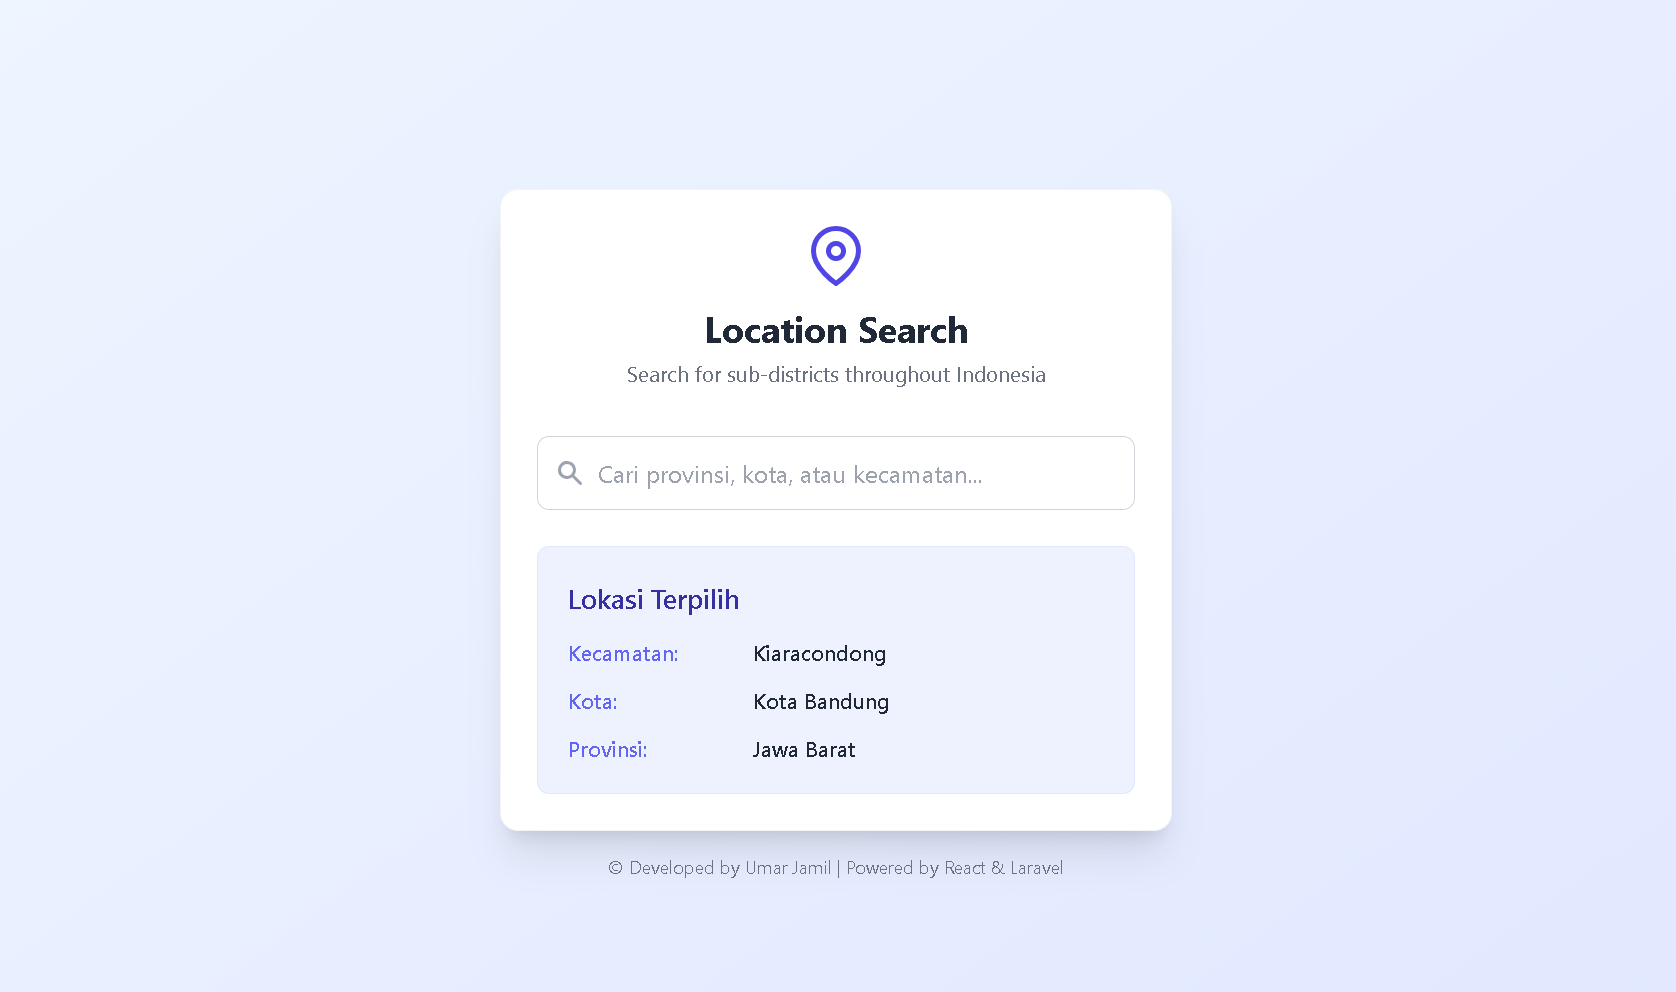 Location Search
Search for sub-districts throughout Indonesia
Cari provinsi, kota, atau kecamatan...
Lokasi Terpilih
Kecamatan: Kiaracondong
Kota: Kota Bandung
Provinsi: Jawa Barat
© Developed by Umar Jamil | Powered by React & Laravel